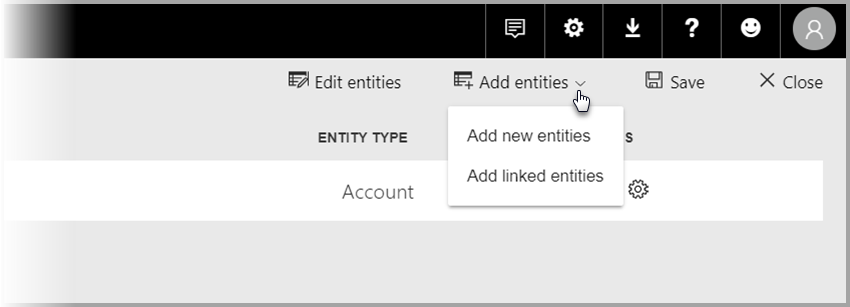 ?
Edit entities Add entities Save Close
ENTITY TYPE S
Add new entities
Add linked entities
Account